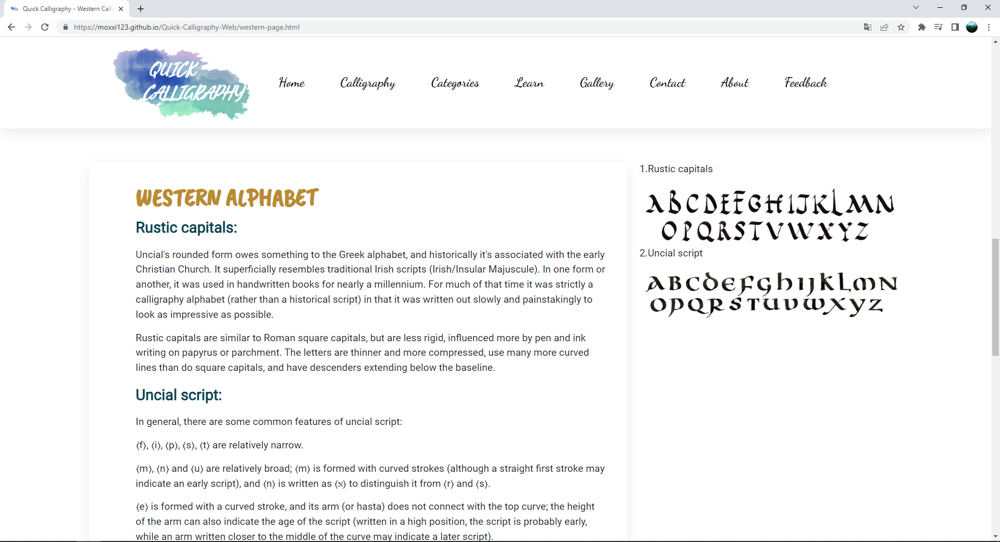 Quick Calligraphy - Western Calli
https://moxxi123.github.io/Quick-Calligraphy-Web/western-page.html
QUICK
CALLIGRAPHY
Home Calligraphy Categories Learn Gallery Contact About Feedback
WESTERN ALPHABET
Rustic capitals:
Uncial's rounded form owes something to the Greek alphabet, and historically it's associated with the early
Christian Church. It superficially resembles traditional Irish scripts (Irish/Insular Majuscule). In one form or
another, it was used in handwritten books for nearly a millennium. For much of that time it was strictly a
calligraphy alphabet (rather than a historical script) in that it was written out slowly and painstakingly to
look as impressive as possible.
Rustic capitals are similar to Roman square capitals, but are less rigid, influenced more by pen and ink
writing on papyrus or parchment. The letters are thinner and more compressed, use many more curved
lines than do square capitals, and have descenders extending below the baseline.
Uncial script:
In general, there are some common features of uncial script:
⟨f⟩, ⟨i⟩, ⟨p⟩, ⟨s⟩, ⟨t⟩ are relatively narrow.
⟨m⟩, ⟨n⟩ and ⟨u⟩ are relatively broad; ⟨m⟩ is formed with curved strokes (although a straight first stroke may
indicate an early script), and ⟨n⟩ is written as ⟨ɴ⟩ to distinguish it from ⟨r⟩ and ⟨s⟩.
⟨e⟩ is formed with a curved stroke, and its arm (or hasta) does not connect with the top curve; the height
of the arm can also indicate the age of the script (written in a high position, the script is probably early,
while an arm written closer to the middle of the curve may indicate a later script).
1.Rustic capitals
ABCDEFGHIJKLMN
OPQRSTVWXYZ
2.Uncial script
ABCDEFGHIJKLMN
OPQRSTUVWXYZ